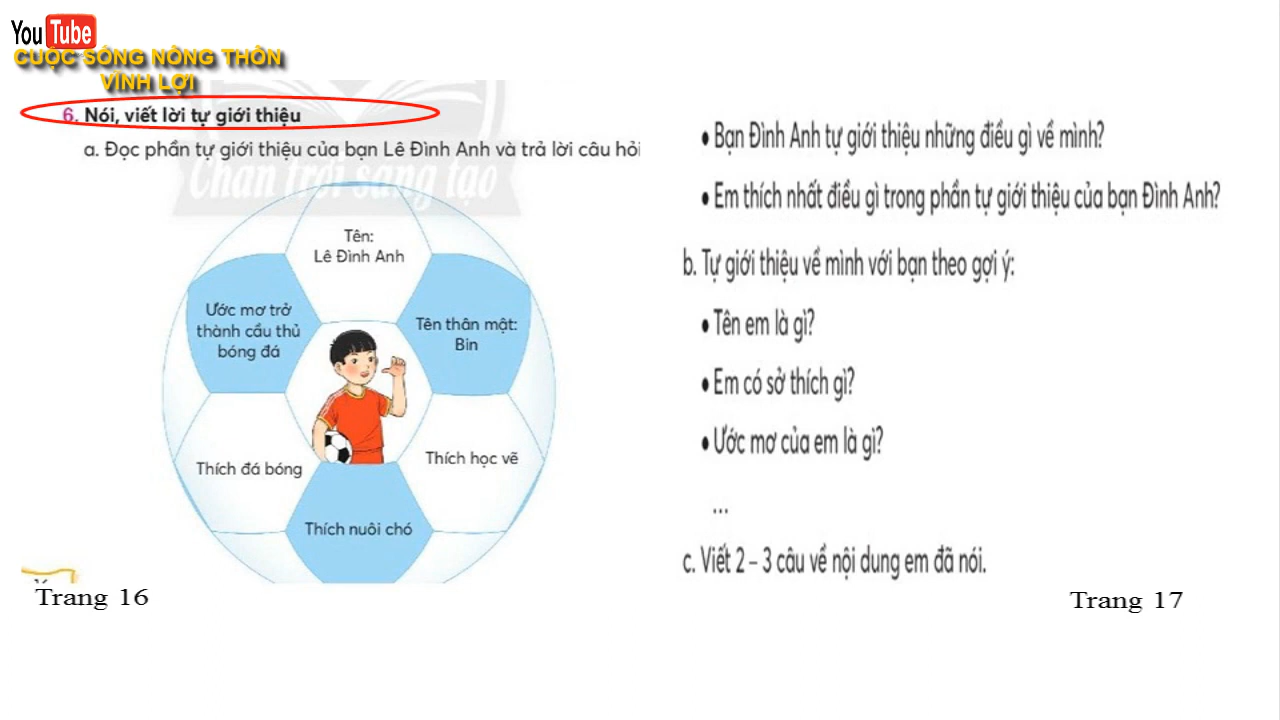 YouTube
CUỘC SỐNG NÔNG THÔN
VĨNH LỢI
6. Nói, viết lời tự giới thiệu
a. Đọc phần tự giới thiệu của bạn Lê Đình Anh và trả lời câu hỏi
Chân trời sáng tạo
Tên:
Lê Đình Anh
Ước mơ trở
thành cầu thủ
bóng đá
Tên thân mật:
Bin
Thích đá bóng
Thích học vẽ
Thích nuôi chó
Trang 16
• Bạn Đình Anh tự giới thiệu những điều gì về mình?
• Em thích nhất điều gì trong phần tự giới thiệu của bạn Đình Anh?
b. Tự giới thiệu về mình với bạn theo gợi ý:
• Tên em là gì?
• Em có sở thích gì?
• Ước mơ của em là gì?
...
c. Viết 2 – 3 câu về nội dung em đã nói.
Trang 17